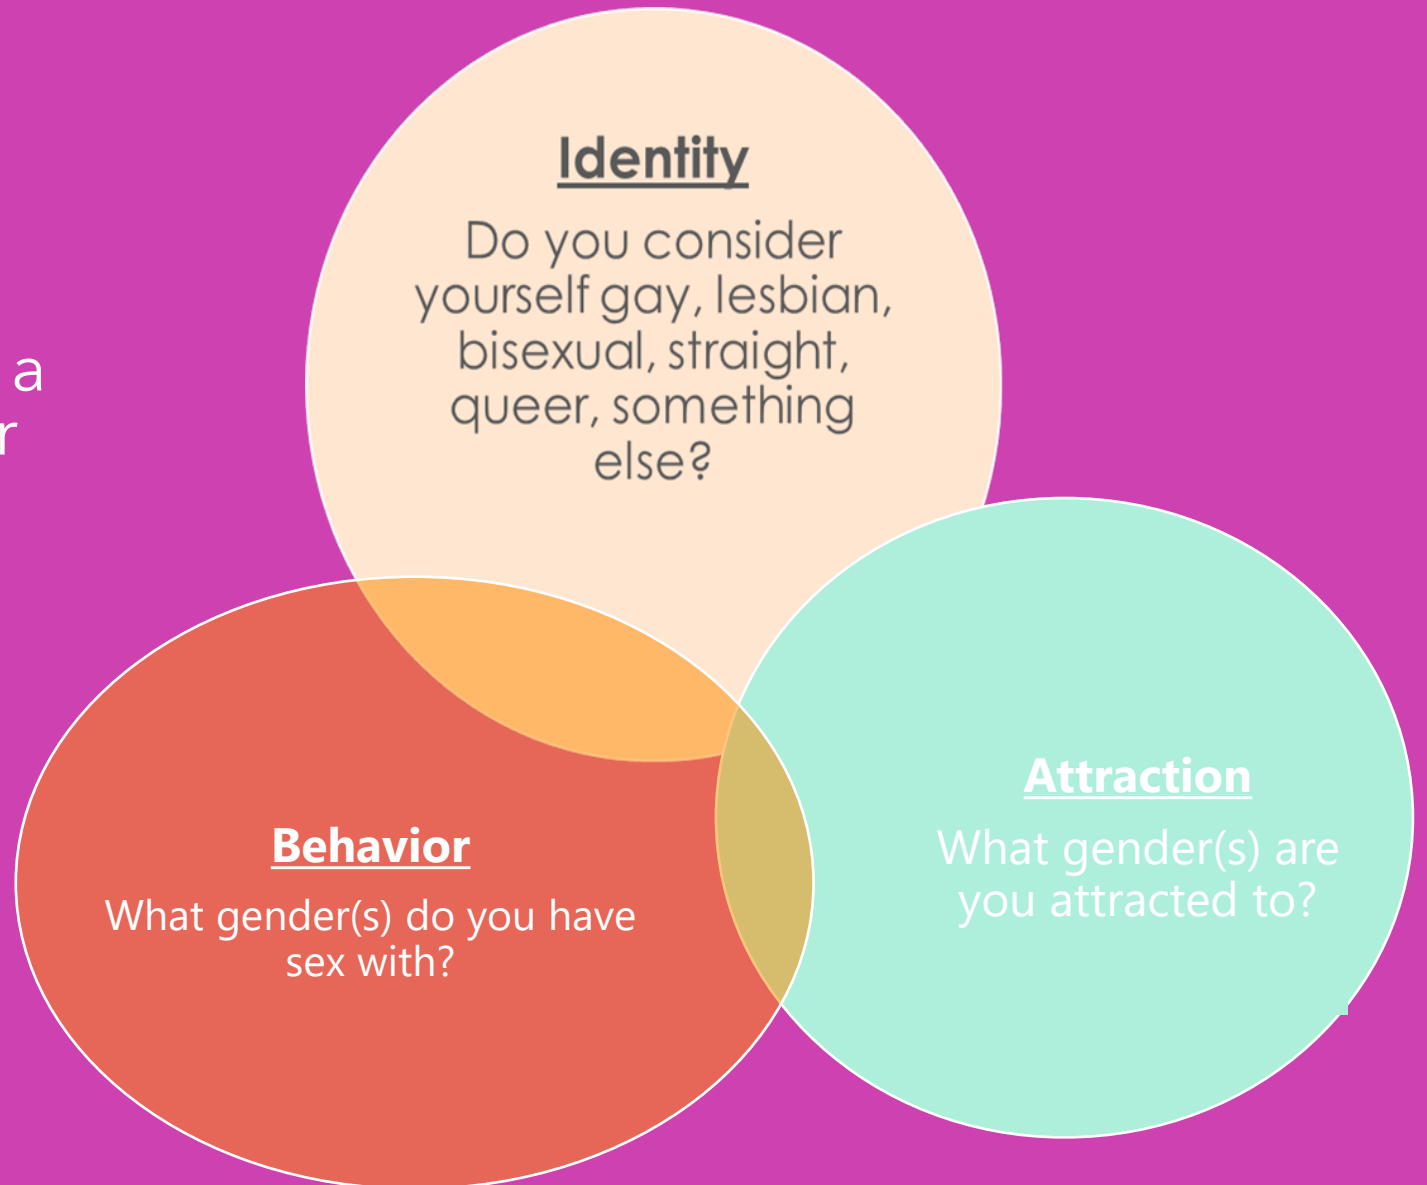 Identity
Do you consider
yourself gay, lesbian,
bisexual, straight,
queer, something
else?
a
r
Behavior
What gender(s) do you have
sex with?
Attraction
What gender(s) are
you attracted to?